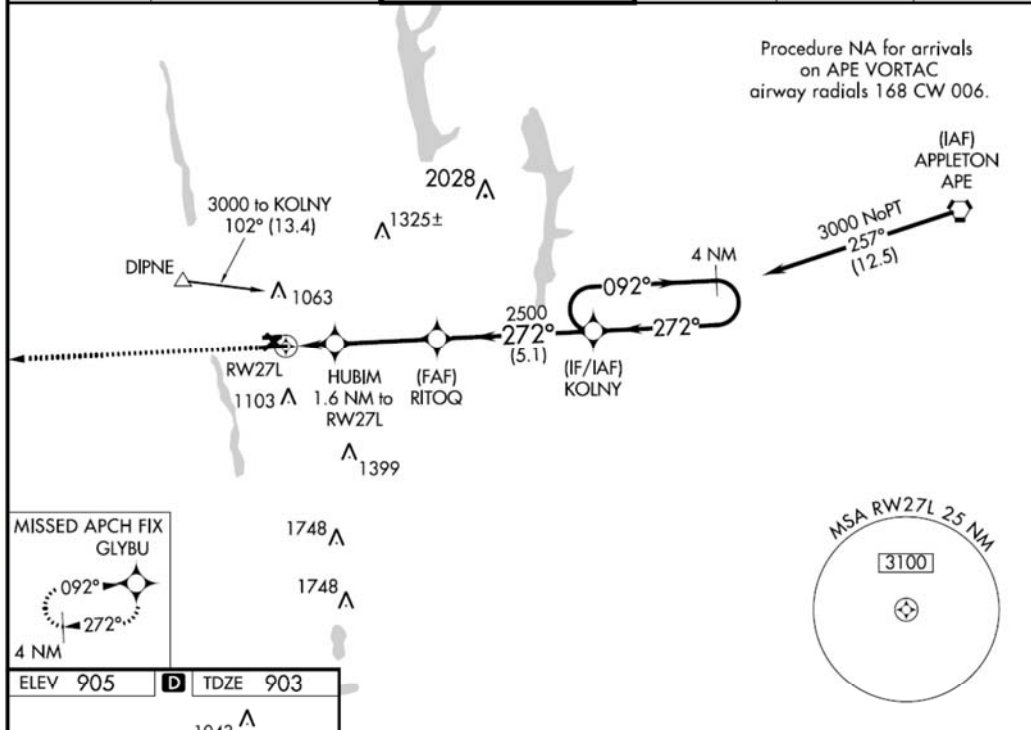 Procedure NA for arrivals
on APE VORTAC
airway radials 168 CW 006.
(IAF)
APPLETON
APE
3000 NoPT
257°
(12.5)
2028
1325±
3000 to KOLNY
102° (13.4)
DIPNE
1063
4 NM
092°
272°
2500
272°
(5.1)
(IF/IAF)
KOLNY
(FAF)
RITOQ
HUBIM
1.6 NM to
RW27L
RW27L
1103
1399
1748
1748
MISSED APCH FIX
GLYBU
092°
272°
4 NM
MSA RW27L 25 NM
3100
ELEV 905 D TDZE 903